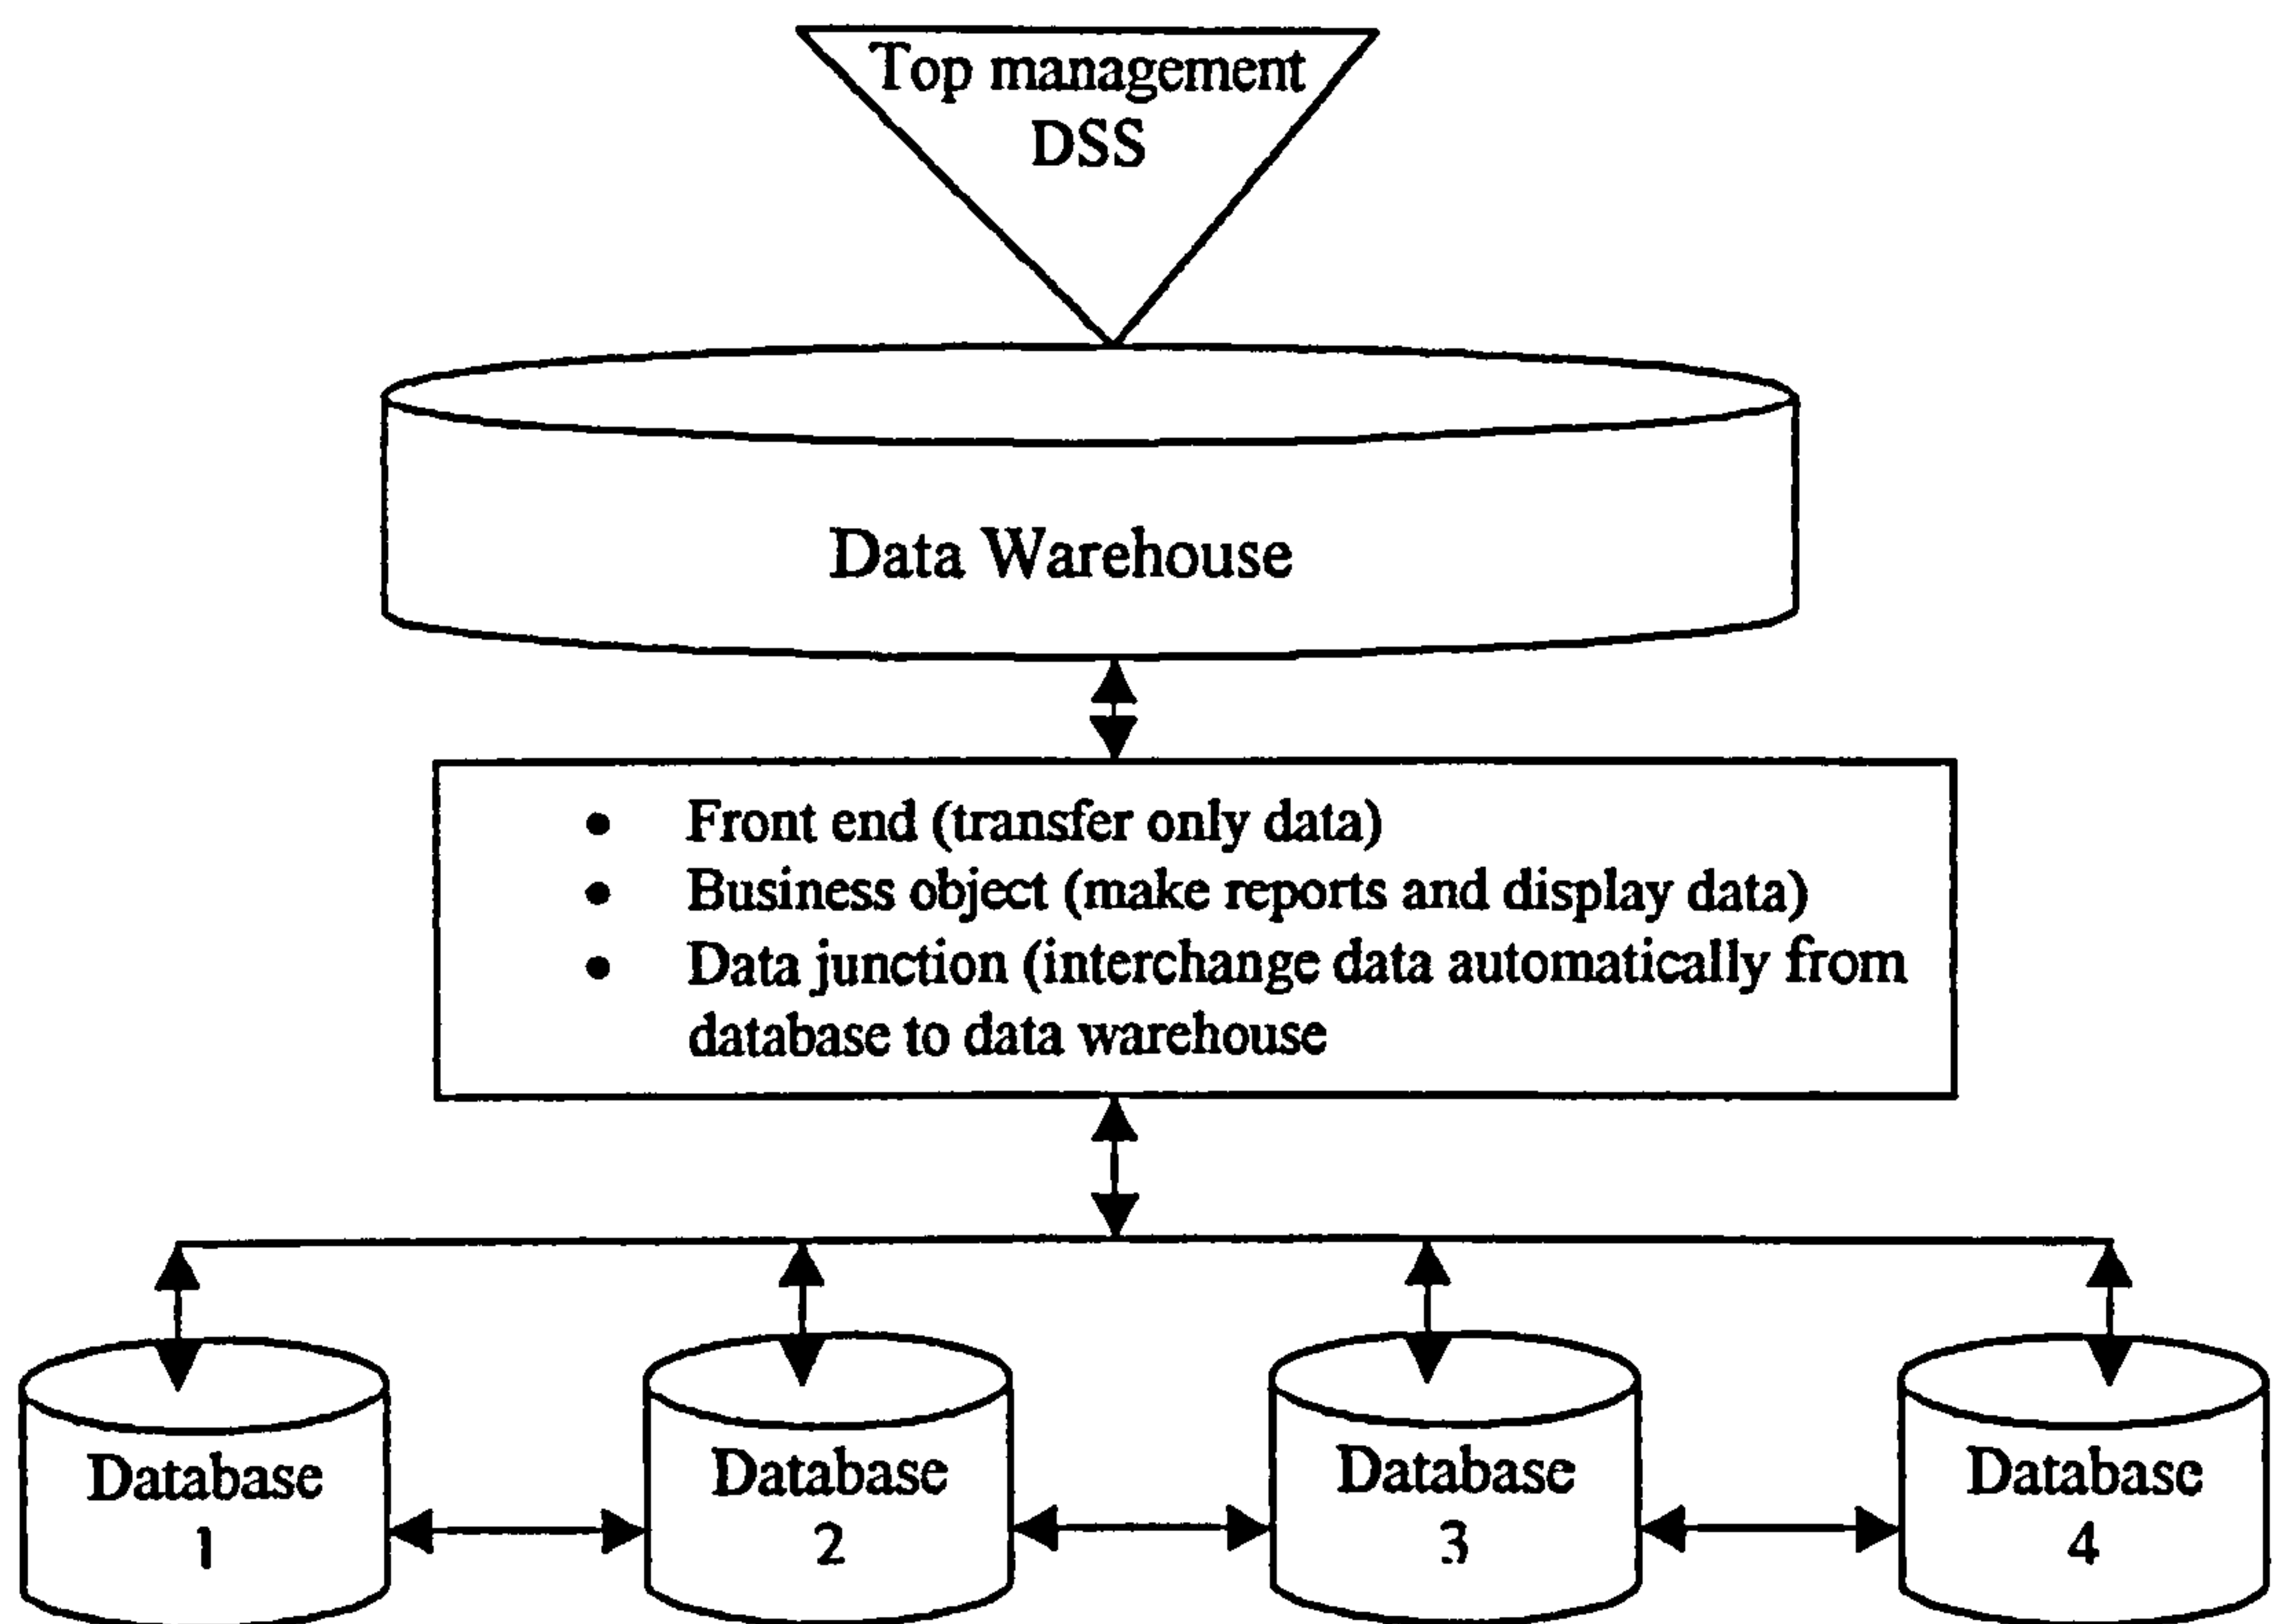 Top management
DSS
Data Warehouse
• Front end (transfer only data)
• Business object (make reports and display data)
• Data junction (interchange data automatically from
database to data warehouse
Database
1
Database
2
Database
3
Database
4